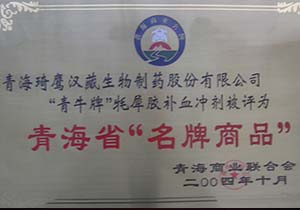 青海琦鹰汉藏生物制药股份有限公司
“青牛牌”牦犀胶补血冲剂被评为
青海省“名牌商品”
青海商业联合会
二00四年十月